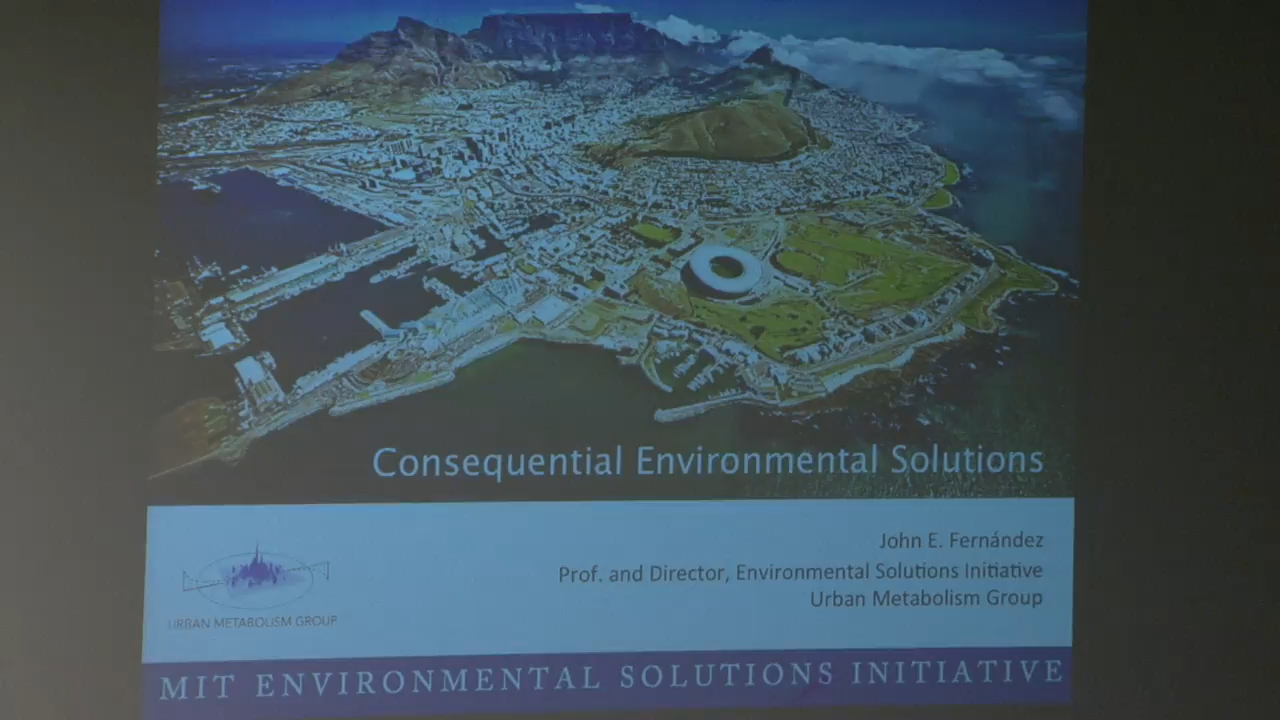 Consequential Environmental Solutions
John E. Fernández
Prof. and Director, Environmental Solutions Initiative
Urban Metabolism Group
URBAN METABOLISM GROUP
MIT ENVIRONMENTAL SOLUTIONS INITIATIVE